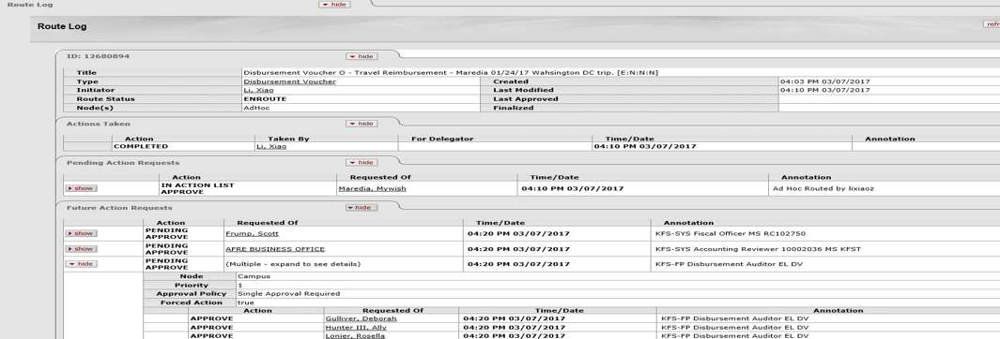 Route Log hide
Route Log refr
ID: 12680894 hide
Title Disbursement Voucher O - Travel Reimbursement - Maredia 01/24/17 Wahsington DC trip. [E:N:N:N]
Type Disbursement Voucher Created 04:03 PM 03/07/2017
Initiator Li, Xiao Last Modified 04:10 PM 03/07/2017
Route Status ENROUTE Last Approved
Node(s) AdHoc Finalized
Actions Taken hide
Action Taken By For Delegator Time/Date Annotation
COMPLETED Li, Xiao 04:10 PM 03/07/2017
Pending Action Requests hide
Action Requested Of Time/Date Annotation
show IN ACTION LIST APPROVE Maredia, Mywish 04:10 PM 03/07/2017 Ad Hoc Routed by lixiaoz
Future Action Requests hide
Action Requested Of Time/Date Annotation
show PENDING APPROVE Frump, Scott 04:20 PM 03/07/2017 KFS-SYS Fiscal Officer MS RC102750
show PENDING APPROVE AFRE BUSINESS OFFICE 04:20 PM 03/07/2017 KFS-SYS Accounting Reviewer 10002036 MS KFST
hide PENDING APPROVE (Multiple - expand to see details) 04:20 PM 03/07/2017 KFS-FP Disbursement Auditor EL DV
Node Campus
Priority 1
Approval Policy Single Approval Required
Forced Action true
Action Requested Of Time/Date Annotation
APPROVE Gulliver, Deborah 04:20 PM 03/07/2017 KFS-FP Disbursement Auditor EL DV
APPROVE Hunter III, Ally 04:20 PM 03/07/2017 KFS-FP Disbursement Auditor EL DV
APPROVE Lonier, Rosella 04:20 PM 03/07/2017 KFS-FP Disbursement Auditor EL DV